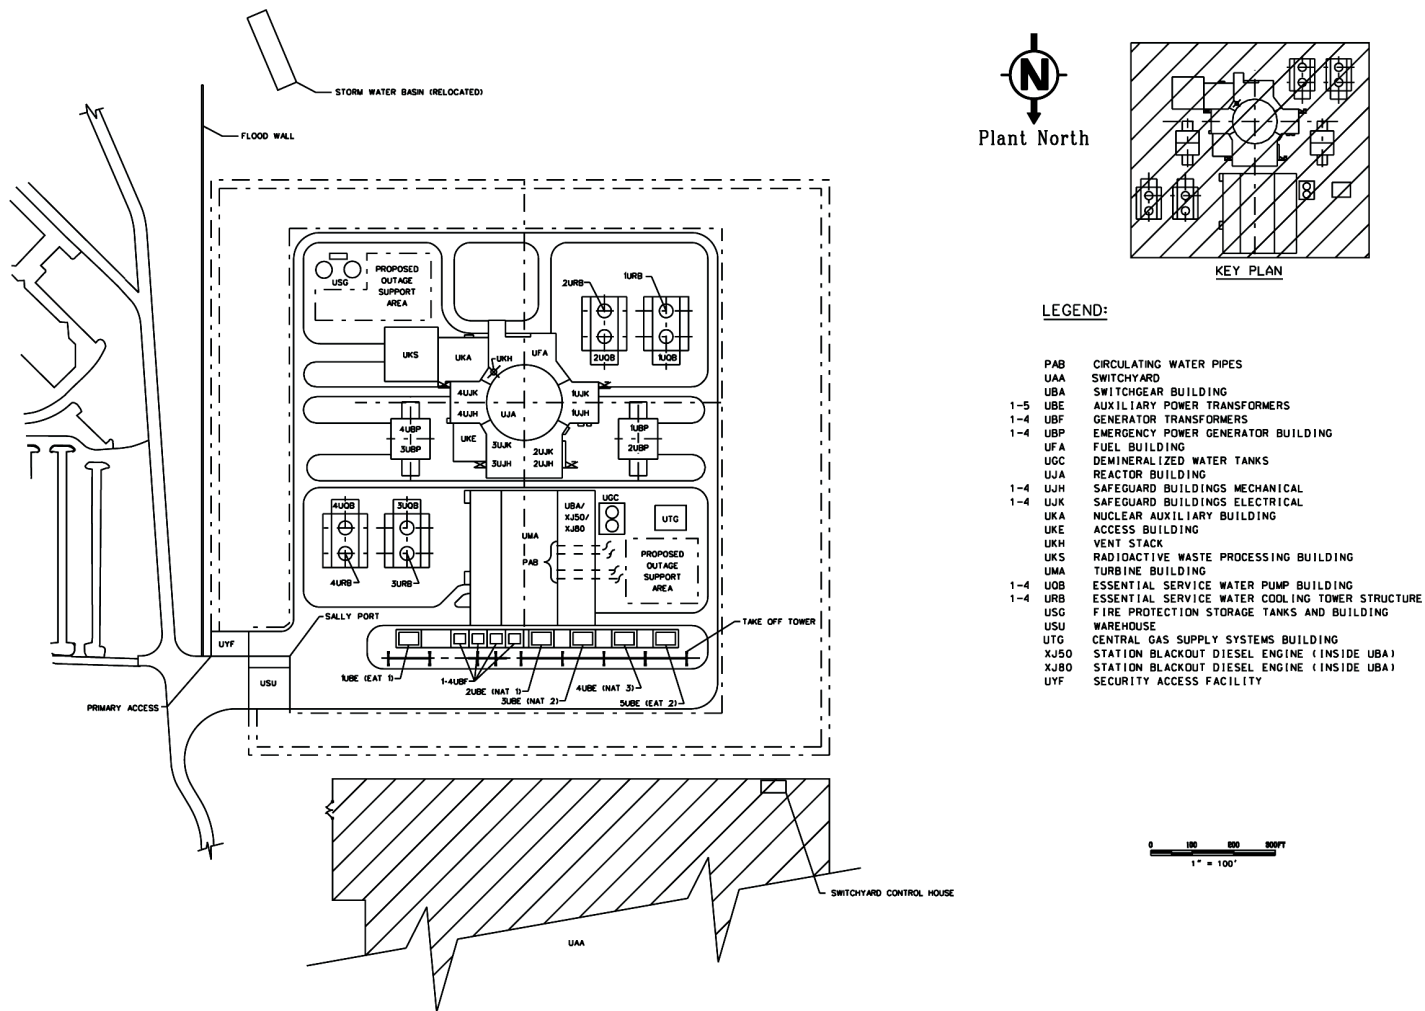 STORM WATER BASIN (RELOCATED)
FLOOD WALL
N
Plant North
KEY PLAN
USG
PROPOSED
OUTAGE
SUPPORT
AREA
2URB
1URB
2UQB
1UQB
UKS
UKA
UKH
UFA
4UJK
4UJH
UJA
1UJK
1UJH
4UBP
3UBP
UKE
3UJK
3UJH
2UJK
2UJH
1UBP
2UBP
4UQB
3UQB
4URB
3URB
UMA
PAB
UBA/
XJ50/
XJ80
UGC
UTG
PROPOSED
OUTAGE
SUPPORT
AREA
SALLY PORT
TAKE OFF TOWER
UYF
USU
PRIMARY ACCESS
1UBE (EAT 1)
1-4UBF
2UBE (NAT 1)
3UBE (NAT 2)
4UBE (NAT 3)
5UBE (EAT 2)
SWITCHYARD CONTROL HOUSE
UAA
LEGEND:
PAB CIRCULATING WATER PIPES
UAA SWITCHYARD
UBA SWITCHGEAR BUILDING
1-5 UBE AUXILIARY POWER TRANSFORMERS
1-4 UBF GENERATOR TRANSFORMERS
1-4 UBP EMERGENCY POWER GENERATOR BUILDING
UFA FUEL BUILDING
UGC DEMINERALIZED WATER TANKS
UJA REACTOR BUILDING
1-4 UJH SAFEGUARD BUILDINGS MECHANICAL
1-4 UJK SAFEGUARD BUILDINGS ELECTRICAL
UKA NUCLEAR AUXILIARY BUILDING
UKE ACCESS BUILDING
UKH VENT STACK
UKS RADIOACTIVE WASTE PROCESSING BUILDING
UMA TURBINE BUILDING
1-4 UQB ESSENTIAL SERVICE WATER PUMP BUILDING
1-4 URB ESSENTIAL SERVICE WATER COOLING TOWER STRUCTURE
USG FIRE PROTECTION STORAGE TANKS AND BUILDING
USU WAREHOUSE
UTG CENTRAL GAS SUPPLY SYSTEMS BUILDING
XJ50 STATION BLACKOUT DIESEL ENGINE (INSIDE UBA)
XJ80 STATION BLACKOUT DIESEL ENGINE (INSIDE UBA)
UYF SECURITY ACCESS FACILITY
0 100 200 300FT
1" = 100'